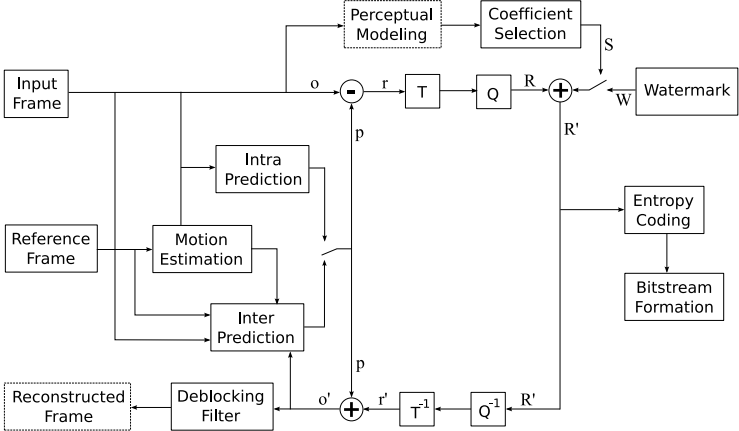 Perceptual
Modeling
Coefficient
Selection
S
Input
Frame
o
-
r
T
Q
R
+
W
Watermark
p
R'
Intra
Prediction
Entropy
Coding
Reference
Frame
Motion
Estimation
Bitstream
Formation
Inter
Prediction
p
Reconstructed
Frame
Deblocking
Filter
o'
+
r'
T-1
Q-1
R'